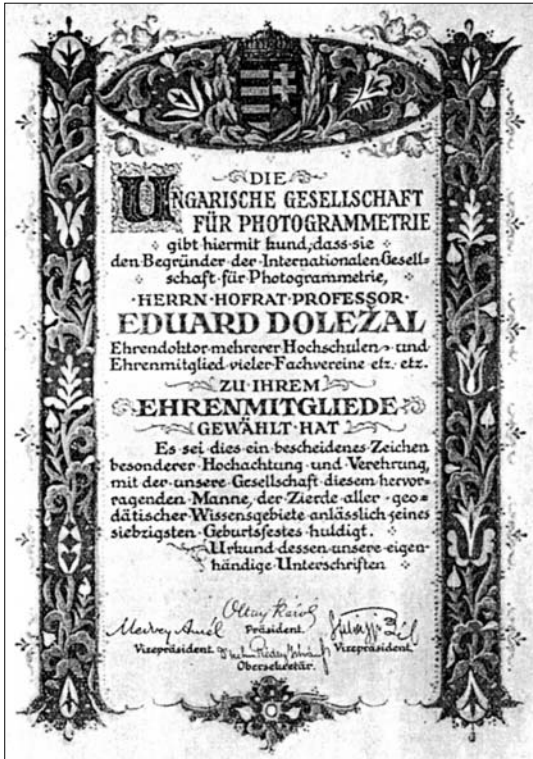 DIE
UNGARISCHE GESELLSCHAFT
FÜR PHOTOGRAMMETRIE
gibt hiermit kund, dass sie
den Begründer der Internationalen Gesell=
schaft für Photogrammetrie,
HERRN HOFRAT PROFESSOR
EDUARD DOLEŽAL
Ehrendoktor mehrerer Hochschulen und
Ehrenmitglied vieler Fachvereine etz. etz.
ZU IHREM
EHRENMITGLIEDE
GEWÄHLT HAT
Es sei dies ein bescheidenes Zeichen
besonderer Hochachtung und Verehrung,
mit der unsere Gesellschaft diesem hervor=
ragenden Manne, der Zierde aller geo=
dätischer Wissensgebiete anlässlich seines
siebzigsten Geburtsfestes huldigt.
Urkund dessen unsere eigen=
händige Unterschriften
Präsident.
Vizepräsident Vizepräsident.
Obersekretär.